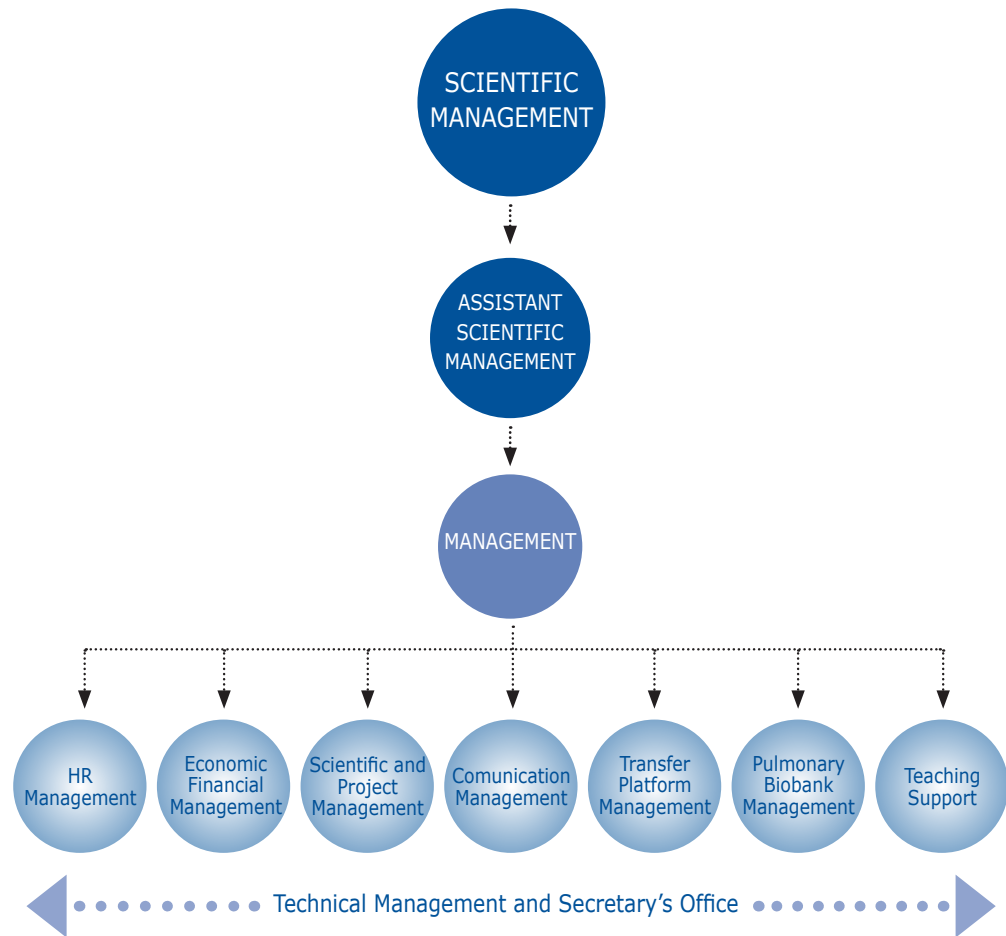 SCIENTIFIC
MANAGEMENT
ASSISTANT
SCIENTIFIC
MANAGEMENT
MANAGEMENT
HR
Management
Economic
Financial
Management
Scientific and
Project
Management
Comunication
Management
Transfer
Platform
Management
Pulmonary
Biobank
Management
Teaching
Support
Technical Management and Secretary's Office